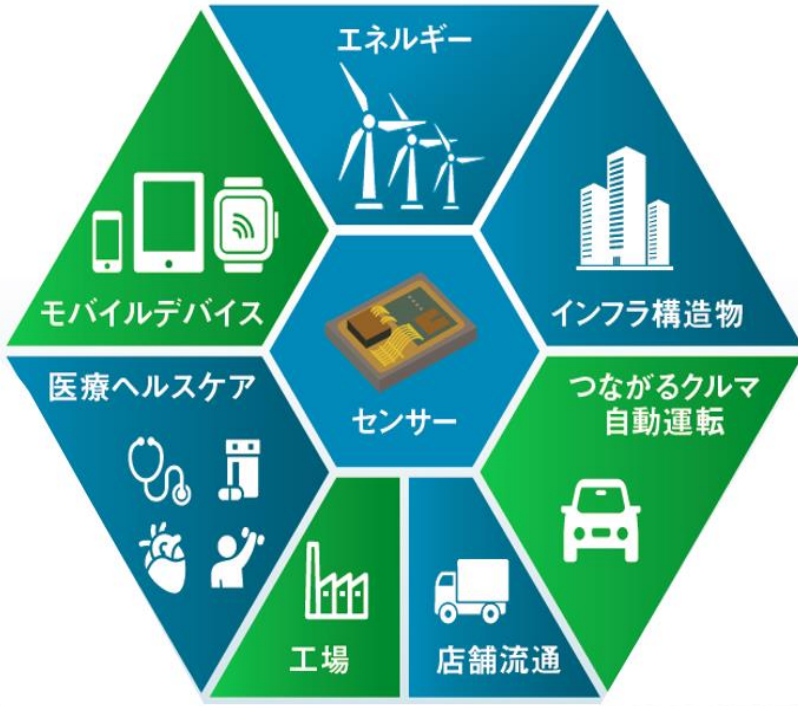 エネルギー
モバイルデバイス
インフラ構造物
センサー
医療ヘルスケア
つながるクルマ
自動運転
工場
店舗流通